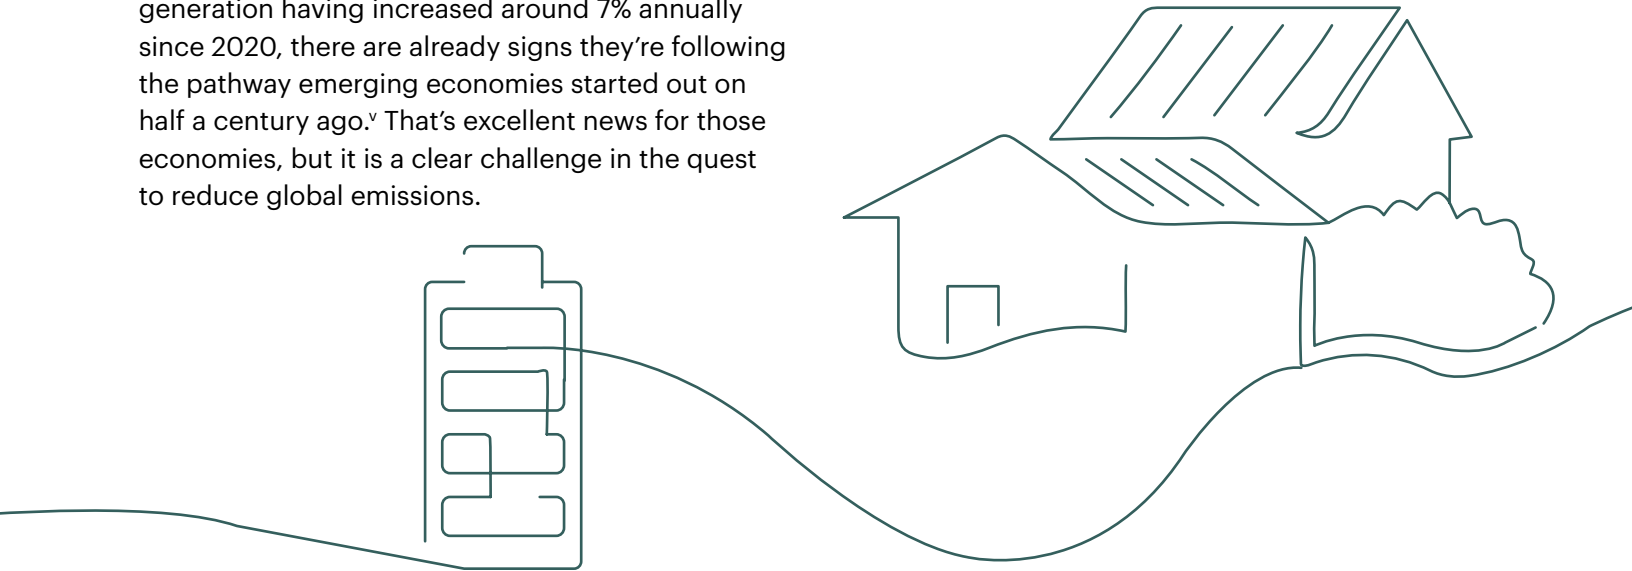 generation having increased around 7% annually
since 2020, there are already signs they’re following
the pathway emerging economies started out on
half a century ago.ᵛ That’s excellent news for those
economies, but it is a clear challenge in the quest
to reduce global emissions.